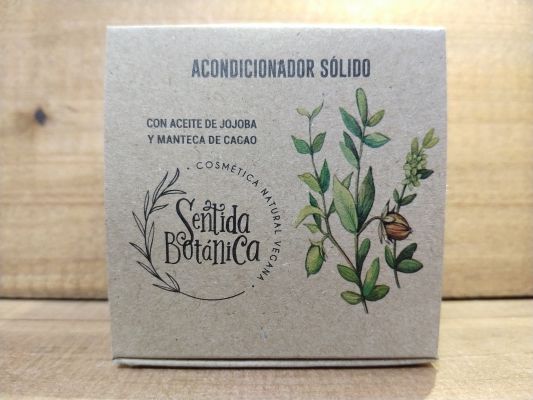 ACONDICIONADOR SÓLIDO
CON ACEITE DE JOJOBA
Y MANTECA DE CACAO
· COSMÉTICA NATURAL VEGANA ·
Sentida
Botánica